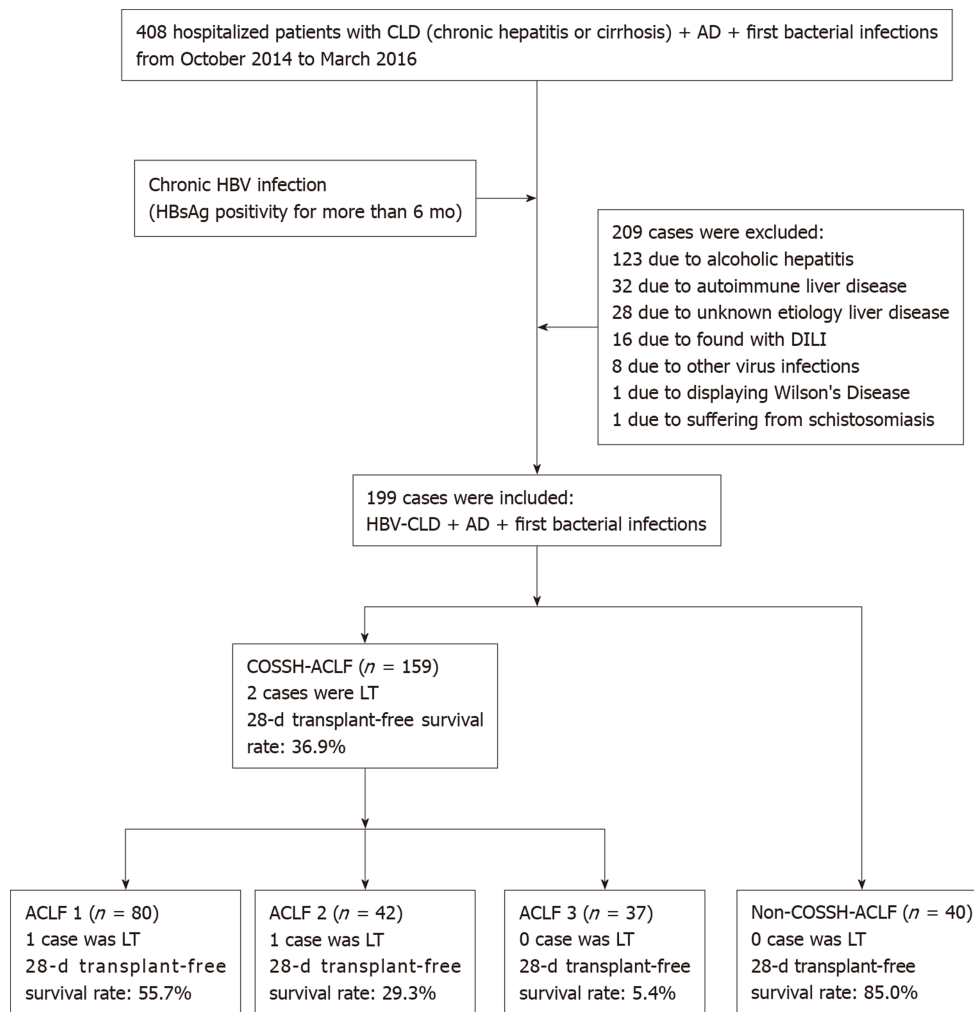 408 hospitalized patients with CLD (chronic hepatitis or cirrhosis) + AD + first bacterial infections
from October 2014 to March 2016
Chronic HBV infection
(HBsAg positivity for more than 6 mo)
209 cases were excluded:
123 due to alcoholic hepatitis
32 due to autoimmune liver disease
28 due to unknown etiology liver disease
16 due to found with DILI
8 due to other virus infections
1 due to displaying Wilson's Disease
1 due to suffering from schistosomiasis
199 cases were included:
HBV-CLD + AD + first bacterial infections
COSSH-ACLF (n = 159)
2 cases were LT
28-d transplant-free survival
rate: 36.9%
ACLF 1 (n = 80)
1 case was LT
28-d transplant-free
survival rate: 55.7%
ACLF 2 (n = 42)
1 case was LT
28-d transplant-free
survival rate: 29.3%
ACLF 3 (n = 37)
0 case was LT
28-d transplant-free
survival rate: 5.4%
Non-COSSH-ACLF (n = 40)
0 case was LT
28-d transplant-free
survival rate: 85.0%